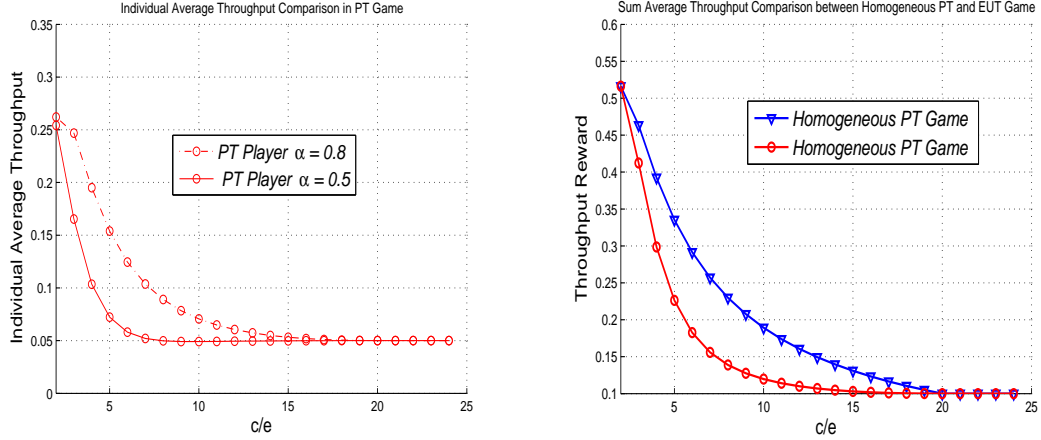 Individual Average Throughput Comparison in PT Game
0.35
0.3
0.25
0.2
0.15
0.1
0.05
0
5
10
15
20
25
c/e
Individual Average Throughput
PT Player α = 0.8
PT Player α = 0.5
Sum Average Throughput Comparison between Homogeneous PT and EUT Game
0.6
0.55
0.5
0.45
0.4
0.35
0.3
0.25
0.2
0.15
0.1
5
10
15
20
25
c/e
Throughput Reward
Homogeneous PT Game
Homogeneous PT Game